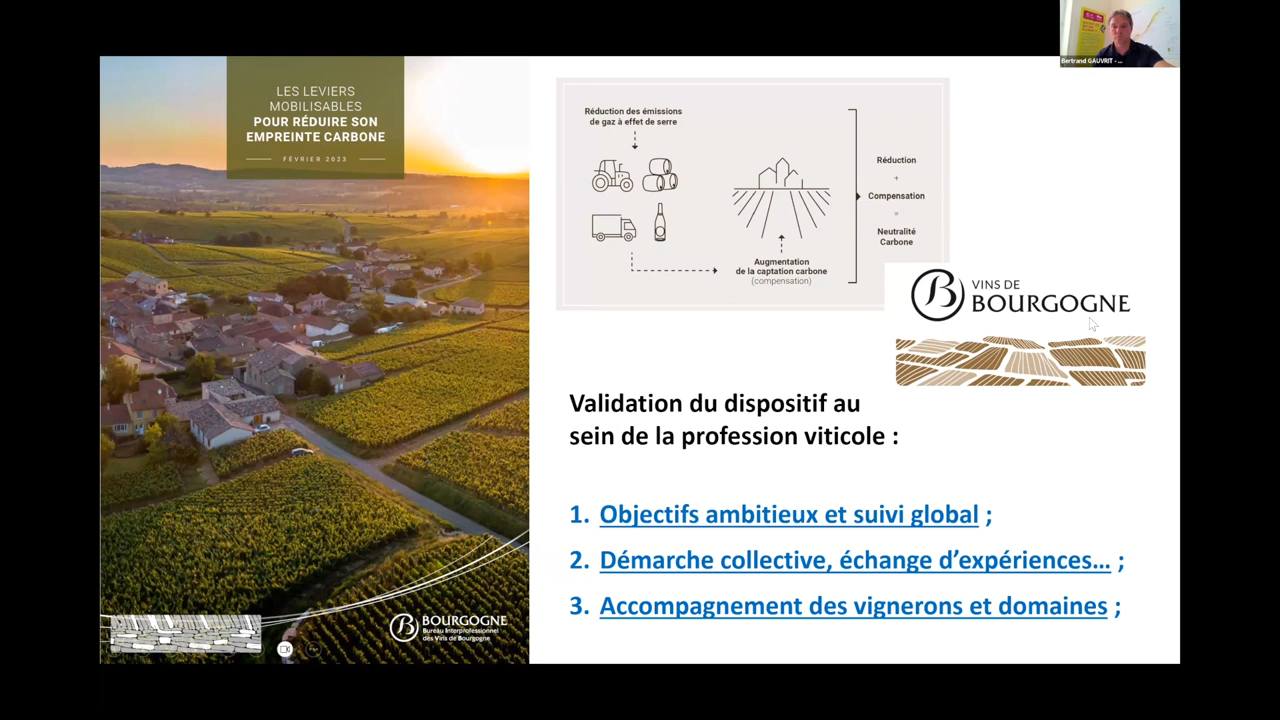 Bertrand GAUVRIT - ...
LES LEVIERS
MOBILISABLES
POUR RÉDUIRE SON
EMPREINTE CARBONE
FÉVRIER 2023
Réduction des émissions
de gaz à effet de serre
Augmentation
de la captation carbone
(compensation)
Réduction
+
Compensation
=
Neutralité
Carbone
B VINS DE
BOURGOGNE
Validation du dispositif au
sein de la profession viticole :
1. Objectifs ambitieux et suivi global ;
2. Démarche collective, échange d’expériences… ;
3. Accompagnement des vignerons et domaines ;
B BOURGOGNE
Bureau Interprofessionnel
des Vins de Bourgogne